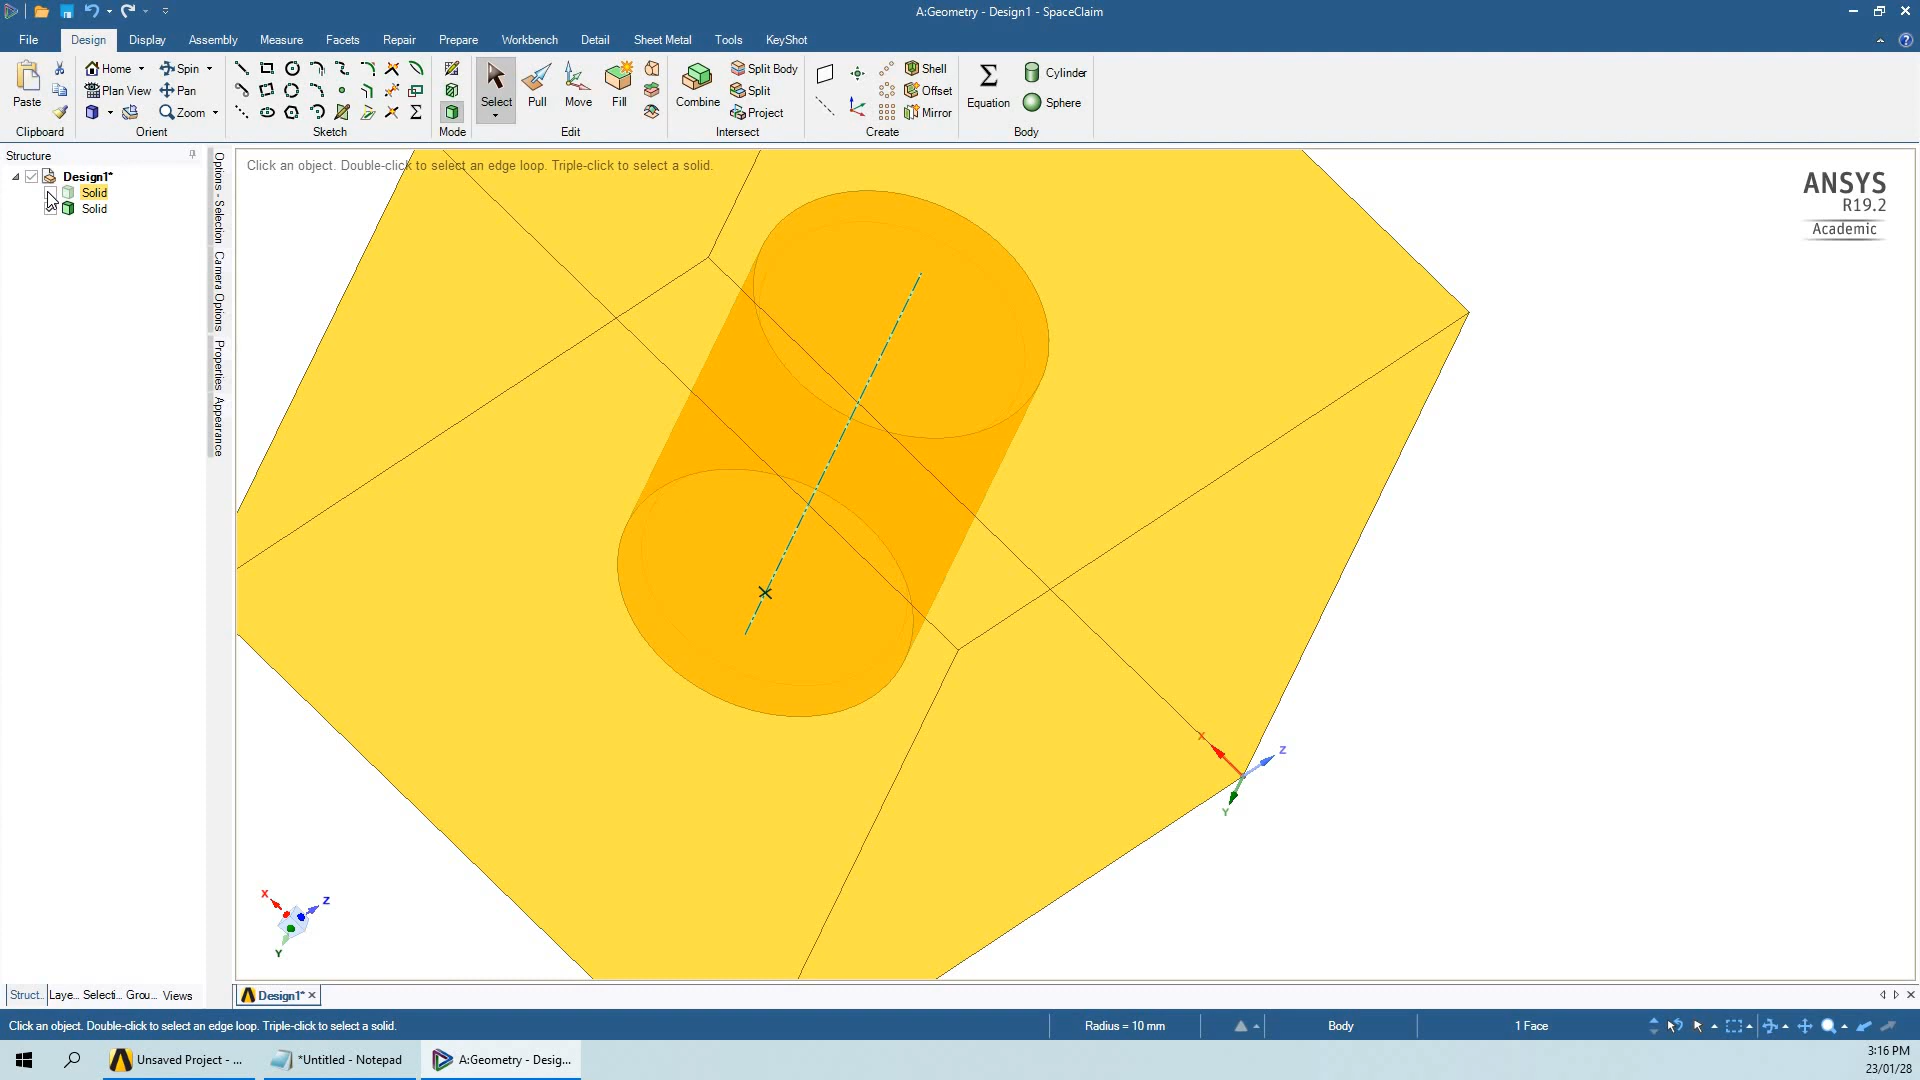 A:Geometry - Design1 - SpaceClaim
File Design Display Assembly Measure Facets Repair Prepare Workbench Detail Sheet Metal Tools KeyShot
Paste
Clipboard
Home Spin
Plan View Pan
Zoom
Orient
Sketch
Mode
Select Pull Move Fill
Edit
Combine
Split Body
Split
Project
Intersect
Shell
Offset
Mirror
Create
Equation
Cylinder
Sphere
Body
Structure
Design1*
Solid
Solid
Options - Selection
Camera Options
Properties
Appearance
Click an object. Double-click to select an edge loop. Triple-click to select a solid.
ANSYS
R19.2
Academic
X
Z
Y
X
Z
Y
Struct... Laye... Selecti... Grou... Views
Design1*
Click an object. Double-click to select an edge loop. Triple-click to select a solid.
Radius = 10 mm
Body
1 Face
Unsaved Project - ...
*Untitled - Notepad
A:Geometry - Desig...
3:16 PM
23/01/28